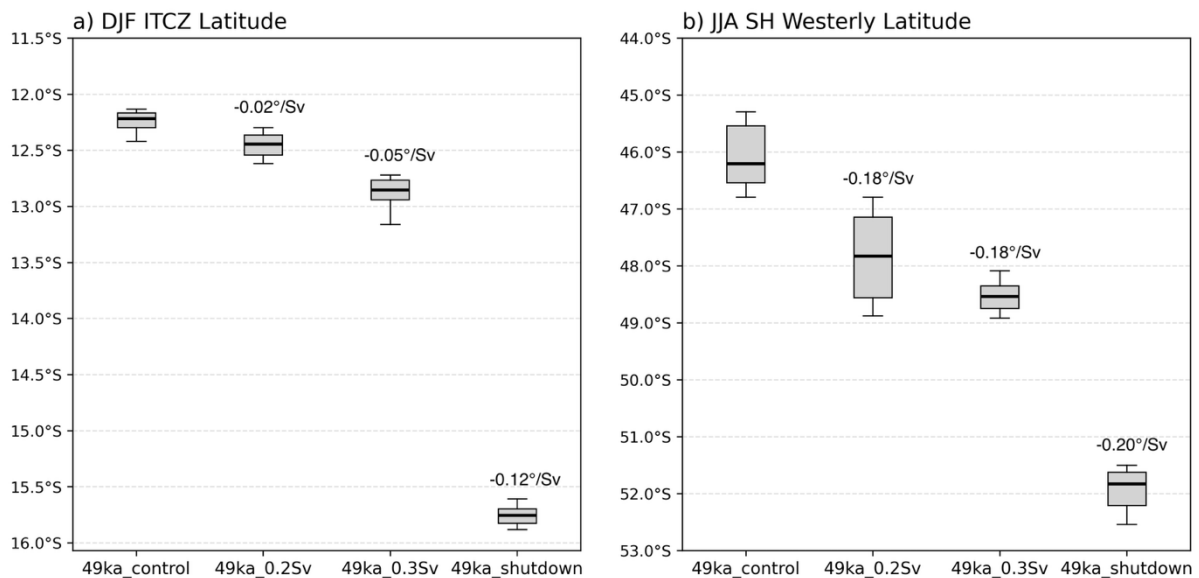 a) DJF ITCZ Latitude
11.5°S
12.0°S
12.5°S
13.0°S
13.5°S
14.0°S
14.5°S
15.0°S
15.5°S
16.0°S
-0.02°/Sv
-0.05°/Sv
-0.12°/Sv
49ka_control 49ka_0.2Sv 49ka_0.3Sv 49ka_shutdown
b) JJA SH Westerly Latitude
44.0°S
45.0°S
46.0°S
47.0°S
48.0°S
49.0°S
50.0°S
51.0°S
52.0°S
53.0°S
-0.18°/Sv
-0.18°/Sv
-0.20°/Sv
49ka_control 49ka_0.2Sv 49ka_0.3Sv 49ka_shutdown